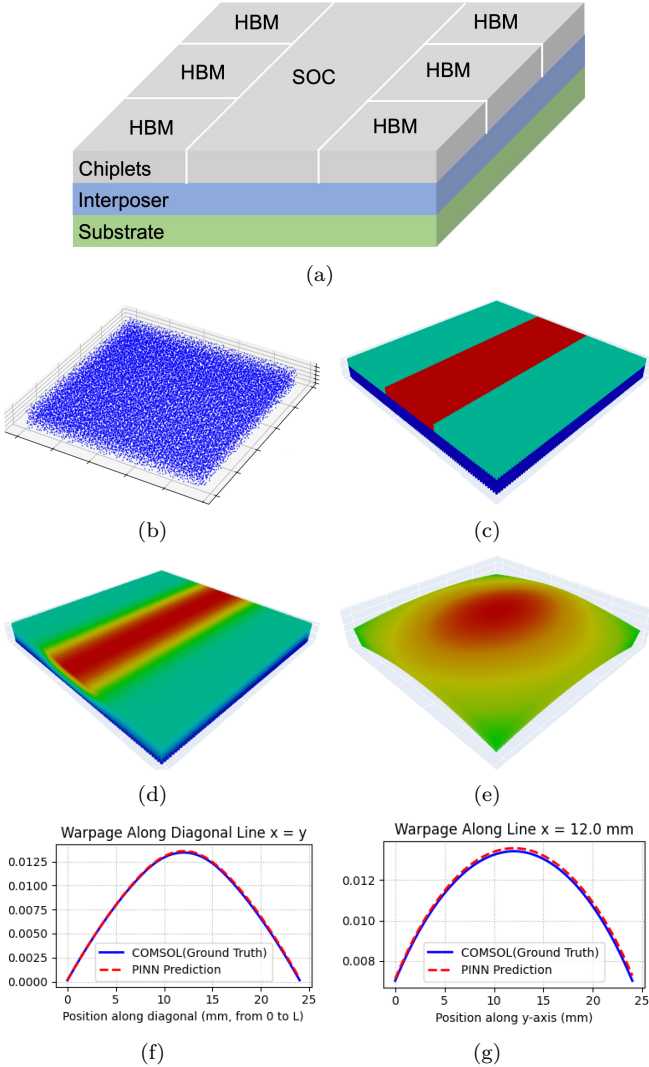 HBM
HBM
HBM
SOC
HBM
HBM
HBM
HBM
Chiplets
Interposer
Substrate
(a)
(b)
(c)
(d)
(e)
Warpage Along Diagonal Line x = y
0.0125
0.0100
0.0075
0.0050
0.0025
0.0000
COMSOL(Ground Truth)
PINN Prediction
0 5 10 15 20 25
Position along diagonal (mm, from 0 to L)
(f)
Warpage Along Line x = 12.0 mm
0.012
0.010
0.008
COMSOL(Ground Truth)
PINN Prediction
0 5 10 15 20 25
Position along y-axis (mm)
(g)